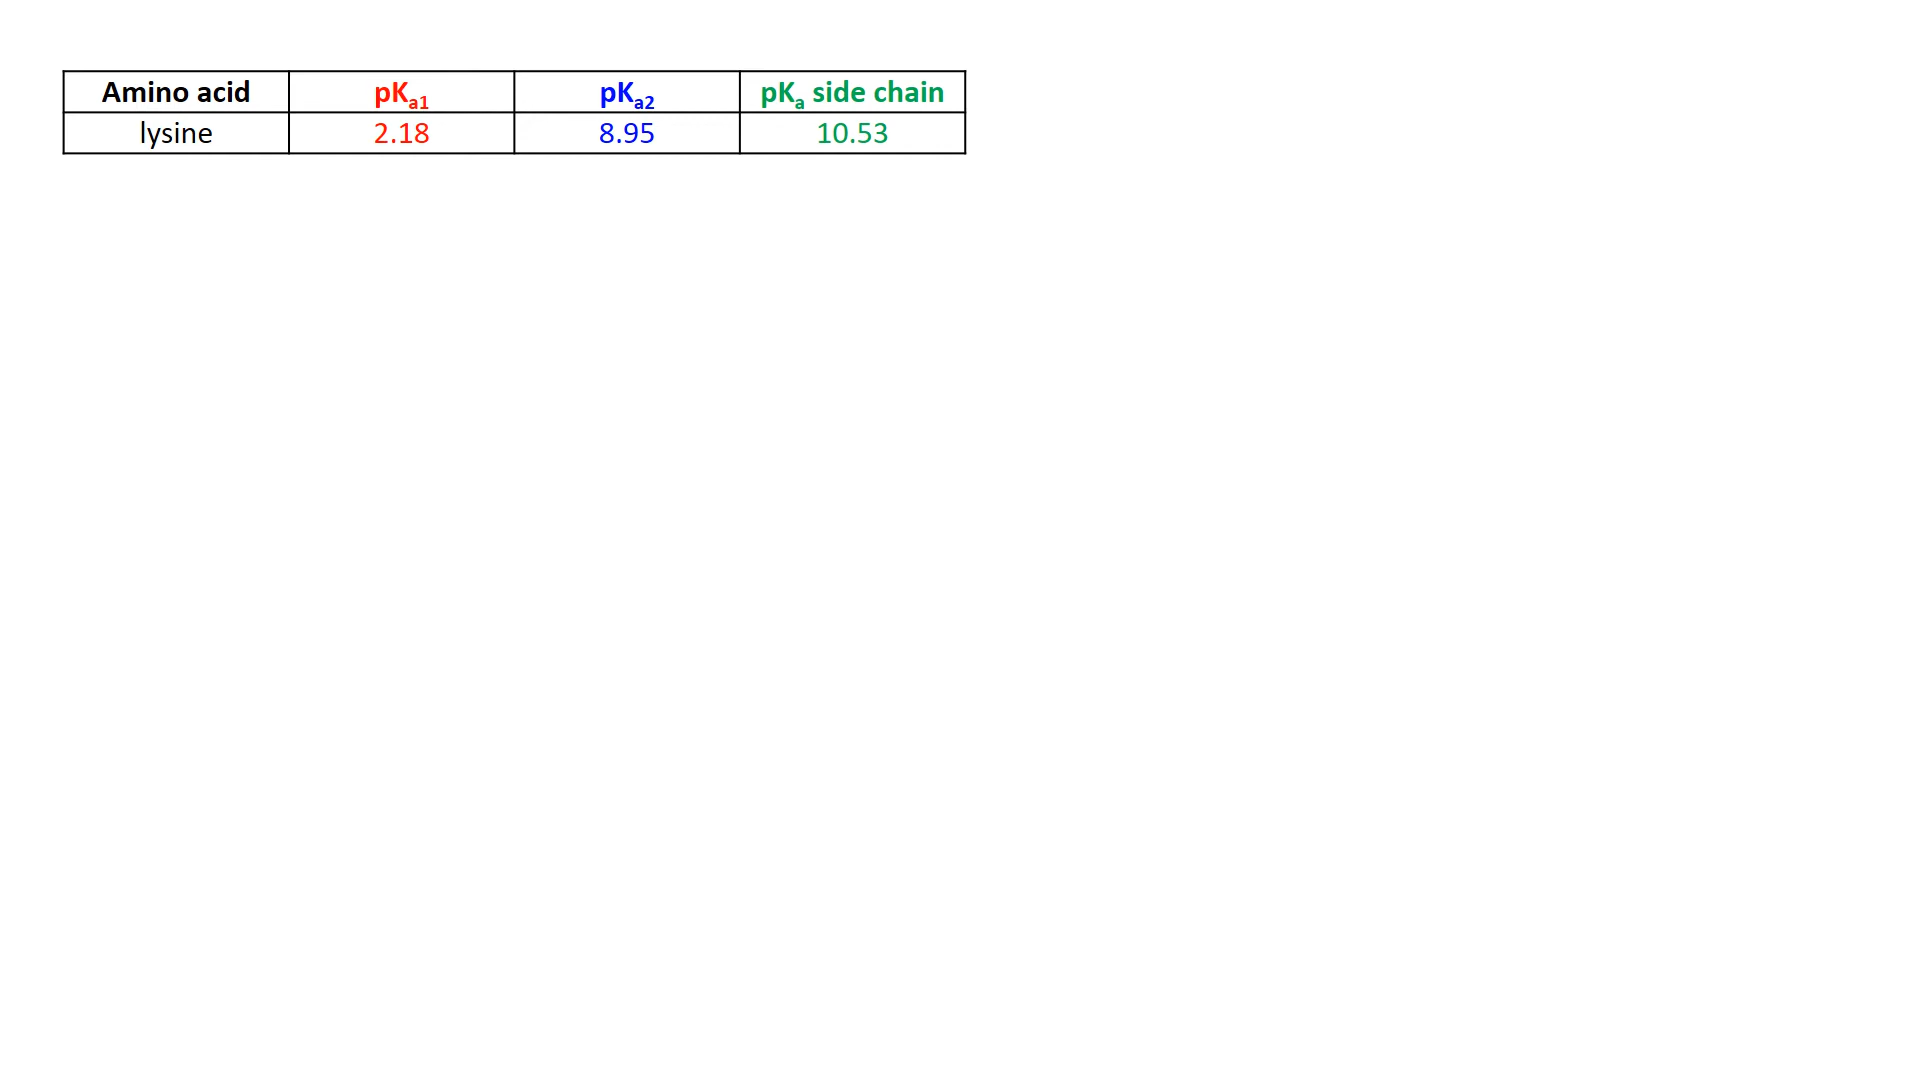 Amino acid pKa1 pKa2 pKa side chain
lysine 2.18 8.95 10.53